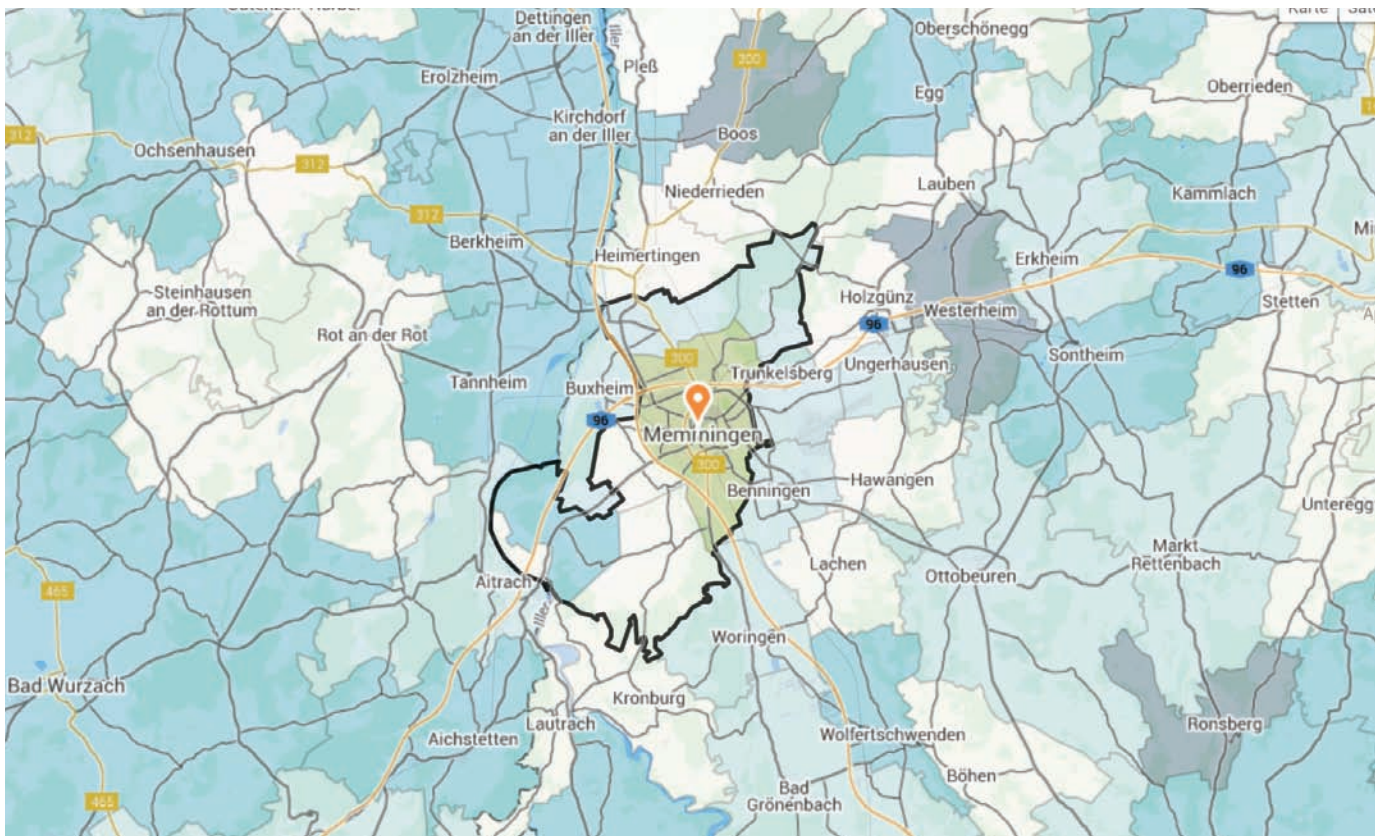 Karte
Dettingen
an der Iller
Iller
Pleß
300
Oberschönegg
Erolzheim
Egg
Oberrieden
Kirchdorf
an der Iller
312
Boos
Ochsenhausen
312
Niederrieden
Lauben
Kammlach
312
Berkheim
Heimertingen
Erkheim
96
Steinhausen
an der Rottum
Holzgünz
Westerheim
Stetten
Rot an der Rot
96
300
Ungerhausen
Sontheim
Tannheim
Buxheim
Trunkelsberg
96
Memmingen
300
Benningen
Hawangen
Unteregg
Markt
Rettenbach
Lachen
Ottobeuren
Aitrach
465
Iller
Woringen
Bad Wurzach
Kronburg
Lautrach
Ronsberg
Aichstetten
Wolfertschwenden
Böhen
Bad
Grönenbach
465